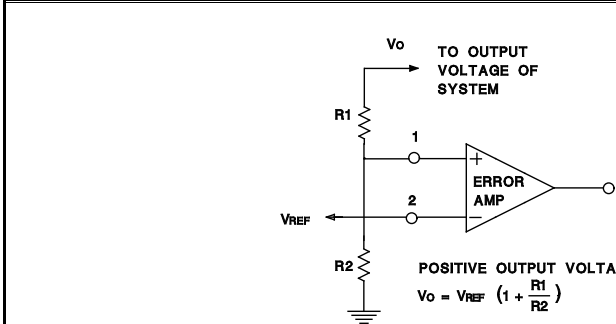 Vo
TO OUTPUT
VOLTAGE OF
SYSTEM
R1
1
+
ERROR
AMP
2
−
VREF
R2
POSITIVE OUTPUT VOLTA
Vo = VREF (1 + R1/R2)